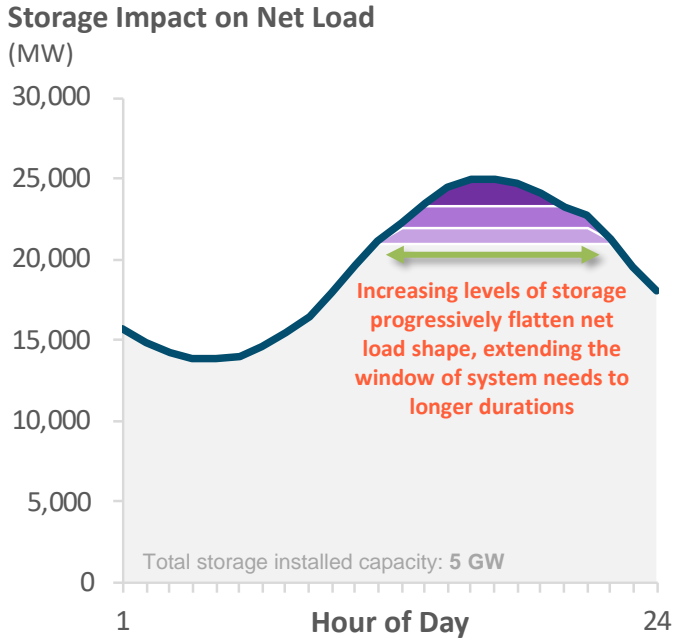 Storage Impact on Net Load
(MW)
30,000
25,000
20,000
15,000
10,000
5,000
0
Increasing levels of storage
progressively flatten net
load shape, extending the
window of system needs to
longer durations
Total storage installed capacity: 5 GW
1
Hour of Day
24